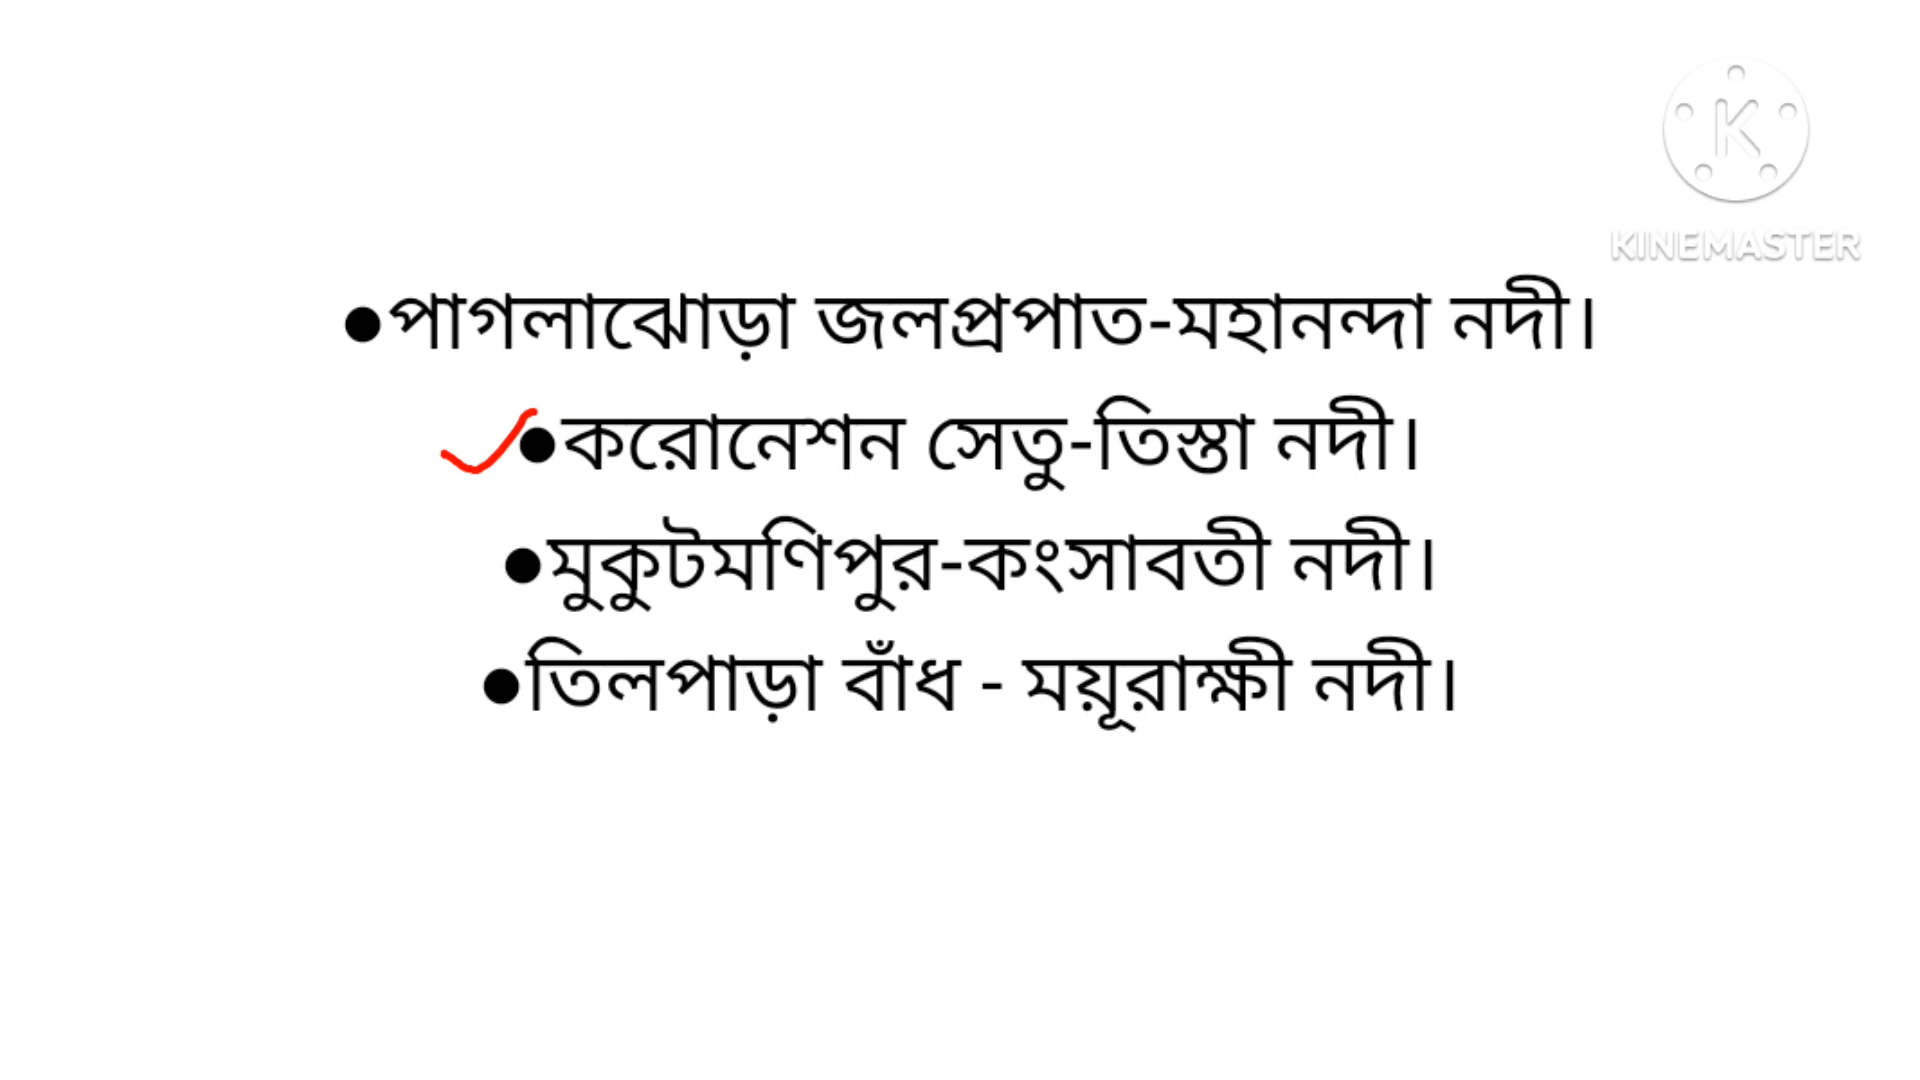 K
KINEMASTER
●পাগলাঝোড়া জলপ্রপাত-মহানন্দা নদী।
●করোনেশন সেতু-তিস্তা নদী।
●মুকুটমণিপুর-কংসাবতী নদী।
●তিলপাড়া বাঁধ - ময়ূরাক্ষী নদী।